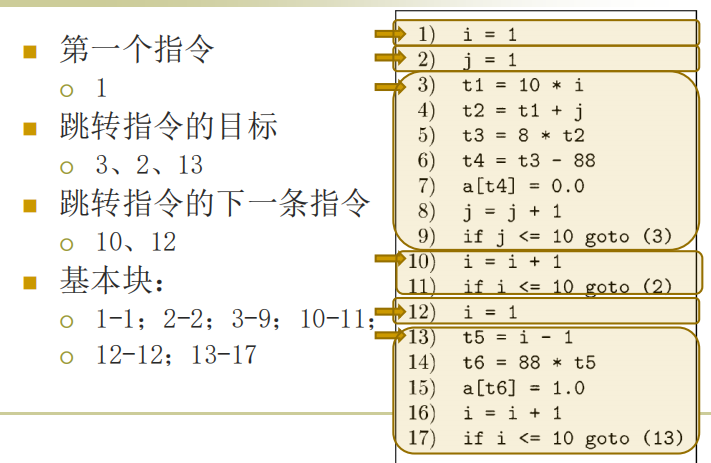 第一个指令
1
跳转指令的目标
3、2、13
跳转指令的下一条指令
10、12
基本块：
1-1；2-2；3-9；10-11；
12-12；13-17
1) i = 1
2) j = 1
3) t1 = 10 * i
4) t2 = t1 + j
5) t3 = 8 * t2
6) t4 = t3 - 88
7) a[t4] = 0.0
8) j = j + 1
9) if j <= 10 goto (3)
10) i = i + 1
11) if i <= 10 goto (2)
12) i = 1
13) t5 = i - 1
14) t6 = 88 * t5
15) a[t6] = 1.0
16) i = i + 1
17) if i <= 10 goto (13)